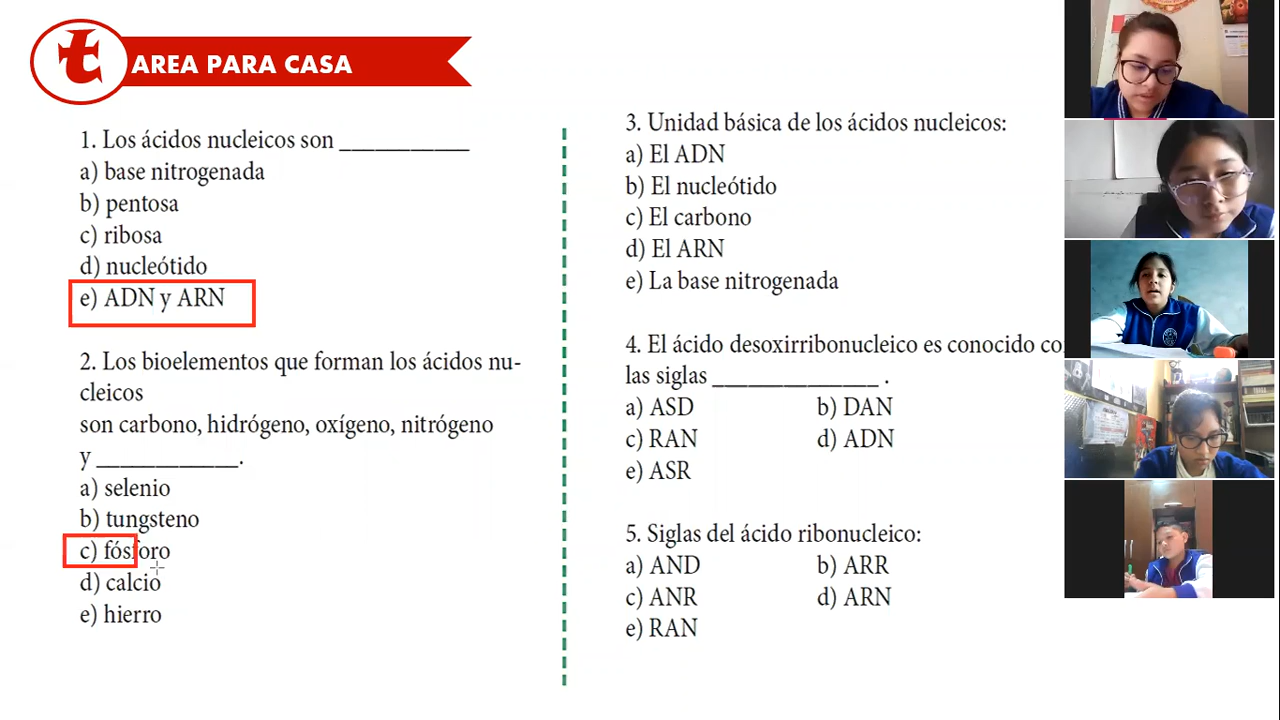 t AREA PARA CASA
1. Los ácidos nucleicos son _____________
a) base nitrogenada
b) pentosa
c) ribosa
d) nucleótido
e) ADN y ARN
2. Los bioelementos que forman los ácidos nu-
cleicos
son carbono, hidrógeno, oxígeno, nitrógeno
y ______________.
a) selenio
b) tungsteno
c) fósforo
d) calcio
e) hierro
3. Unidad básica de los ácidos nucleicos:
a) El ADN
b) El nucleótido
c) El carbono
d) El ARN
e) La base nitrogenada
4. El ácido desoxirribonucleico es conocido co
las siglas ________________ .
a) ASD b) DAN
c) RAN d) ADN
e) ASR
5. Siglas del ácido ribonucleico:
a) AND b) ARR
c) ANR d) ARN
e) RAN